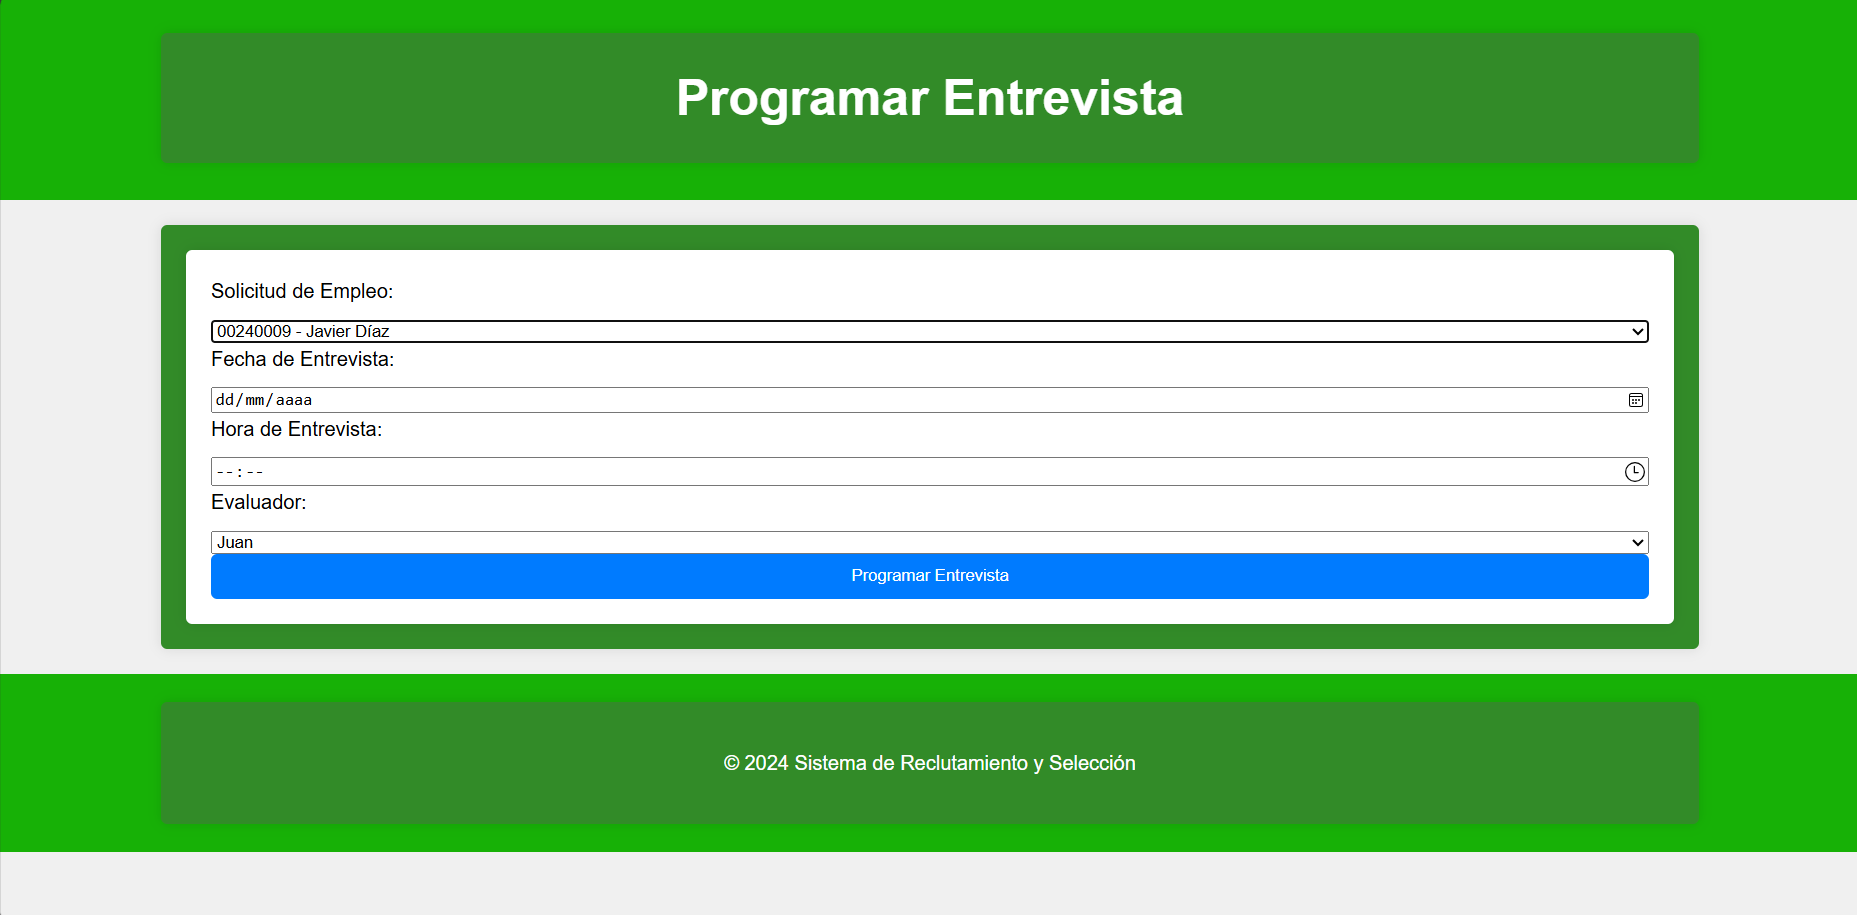 Programar Entrevista
Solicitud de Empleo:
00240009 - Javier Díaz
Fecha de Entrevista:
dd/mm/aaaa
Hora de Entrevista:
--:--
Evaluador:
Juan
Programar Entrevista
© 2024 Sistema de Reclutamiento y Selección